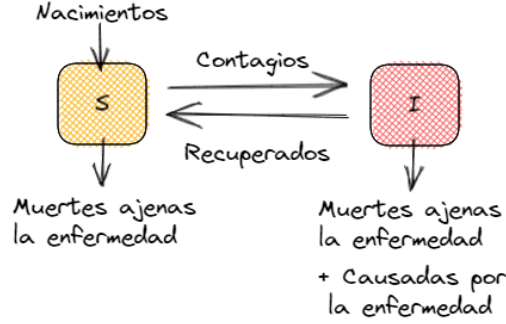 Nacimientos
S
Contagios
I
Recuperados
Muertes ajenas
la enfermedad
Muertes ajenas
la enfermedad
+ Causadas por
la enfermedad